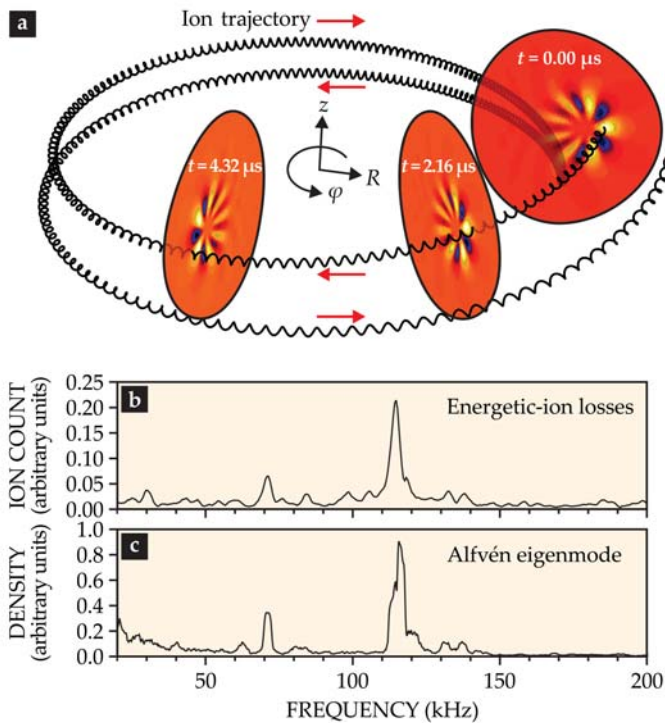 a
Ion trajectory
t = 0.00 µs
z
t = 4.32 µs
t = 2.16 µs
R
φ
b
Energetic-ion losses
ION COUNT
(arbitrary units)
0.25
0.20
0.15
0.10
0.05
0.00
c
Alfvén eigenmode
DENSITY
(arbitrary units)
1.0
0.8
0.6
0.4
0.2
0.0
50 100 150 200
FREQUENCY (kHz)